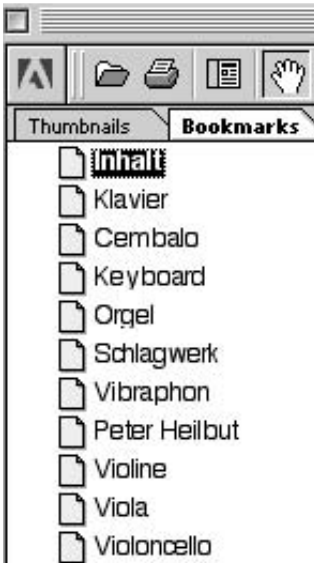 Thumbnails Bookmarks
Inhalt
Klavier
Cembalo
Keyboard
Orgel
Schlagwerk
Vibraphon
Peter Heilbut
Violine
Viola
Violoncello